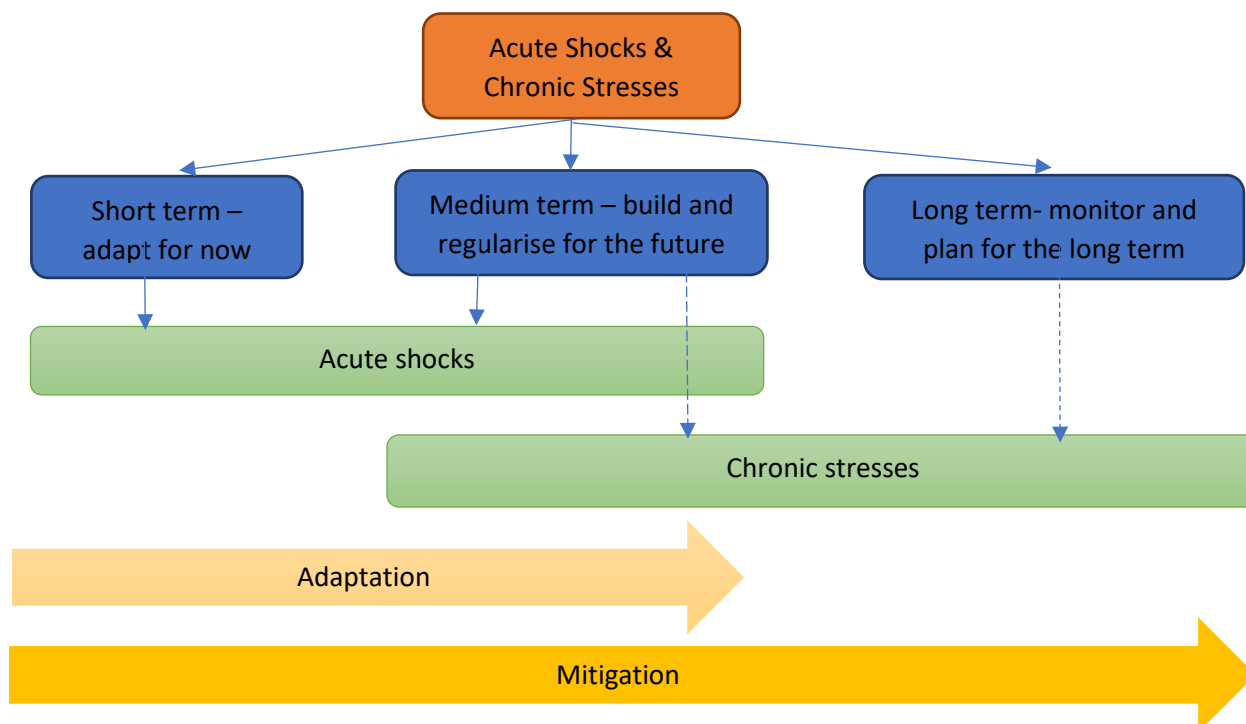 Acute Shocks &
Chronic Stresses
Short term –
adapt for now
Medium term – build and
regularise for the future
Long term- monitor and
plan for the long term
Acute shocks
Chronic stresses
Adaptation
Mitigation